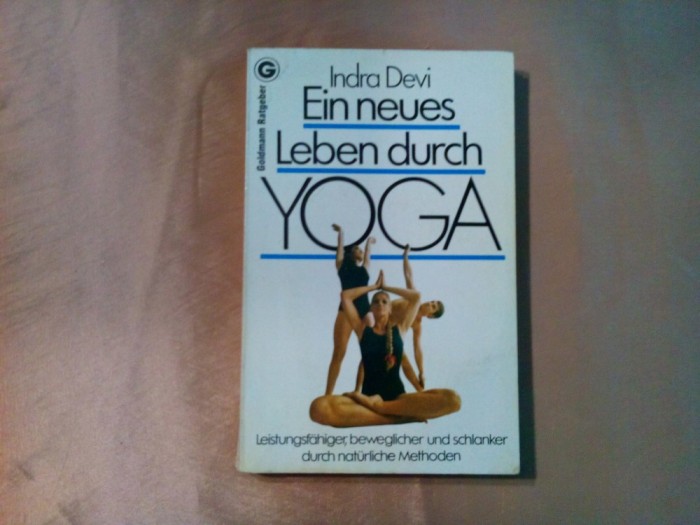 G
Goldmann Ratgeber
Indra Devi
Ein neues
Leben durch
YOGA
Leistungsfähiger, beweglicher und schlanker
durch natürliche Methoden